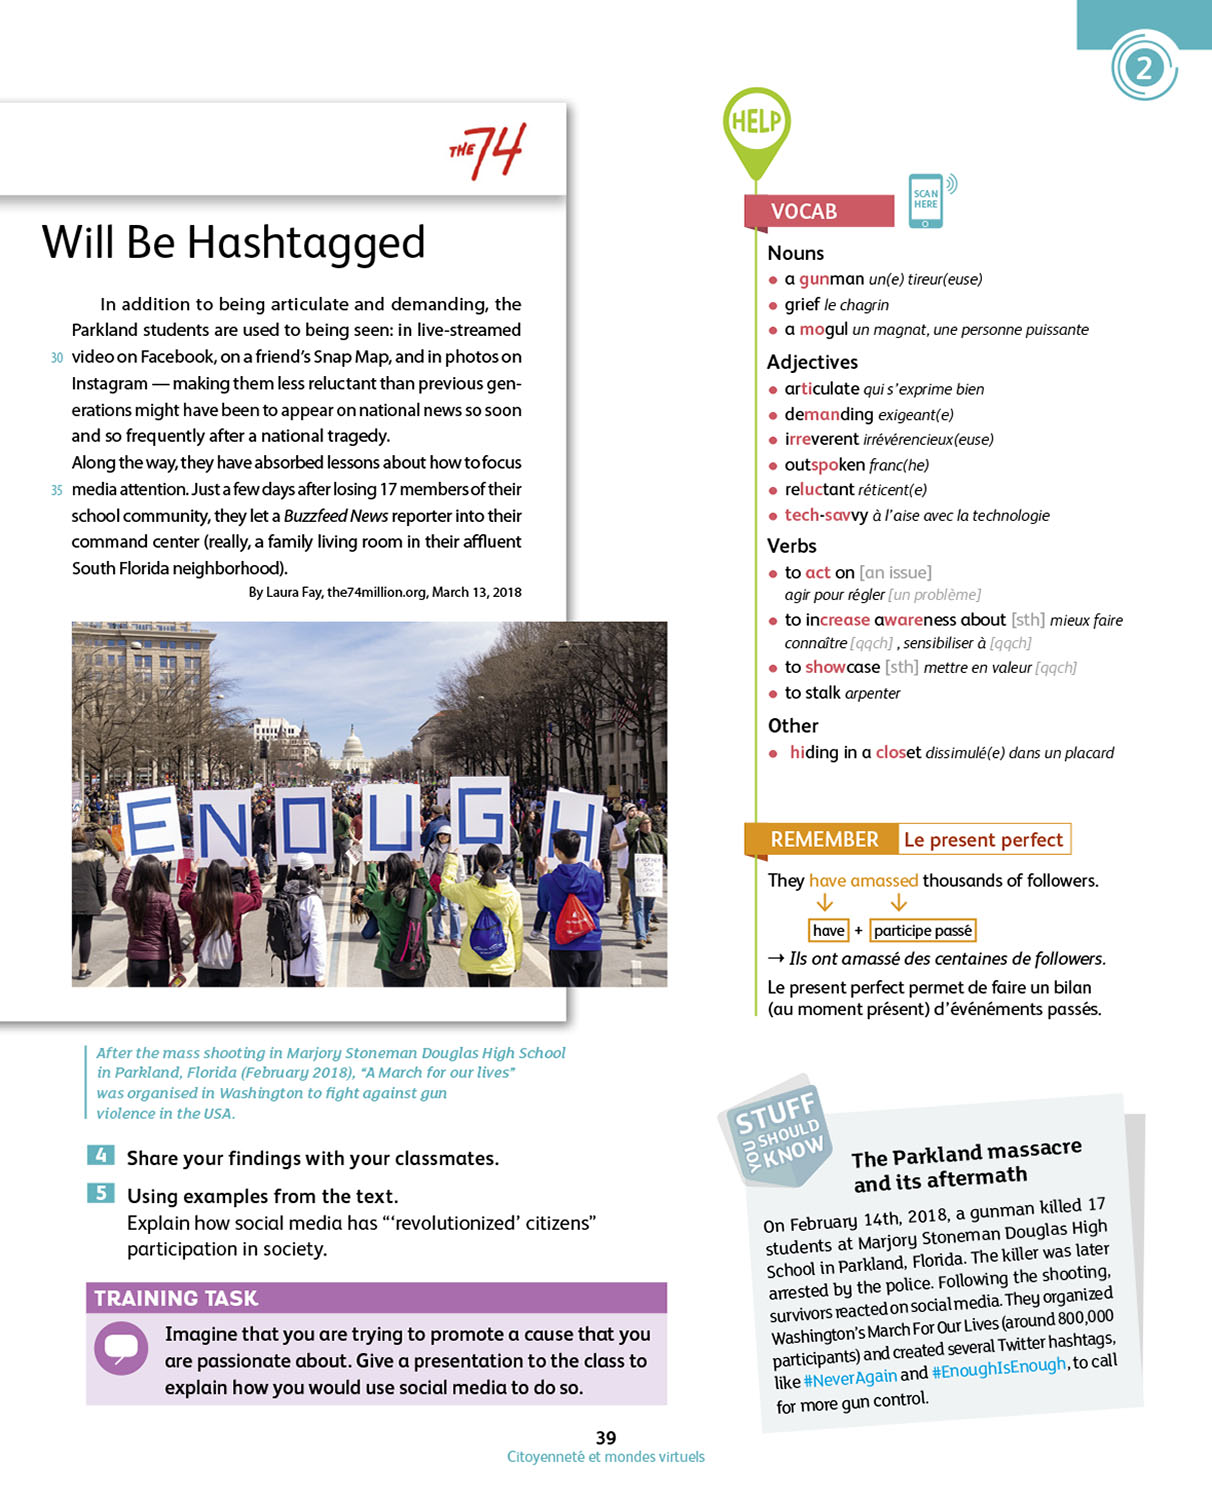 2
THE 74
Will Be Hashtagged
In addition to being articulate and demanding, the
Parkland students are used to being seen: in live-streamed
30 video on Facebook, on a friend's Snap Map, and in photos on
Instagram — making them less reluctant than previous gen-
erations might have been to appear on national news so soon
and so frequently after a national tragedy.
Along the way, they have absorbed lessons about how to focus
35 media attention. Just a few days after losing 17 members of their
school community, they let a Buzzfeed News reporter into their
command center (really, a family living room in their affluent
South Florida neighborhood).
By Laura Fay, the74million.org, March 13, 2018
ENOUGH
After the mass shooting in Marjory Stoneman Douglas High School
in Parkland, Florida (February 2018), “A March for our lives”
was organised in Washington to fight against gun
violence in the USA.
4 Share your findings with your classmates.
5 Using examples from the text.
Explain how social media has “‘revolutionized’ citizens”
participation in society.
TRAINING TASK
Imagine that you are trying to promote a cause that you
are passionate about. Give a presentation to the class to
explain how you would use social media to do so.
HELP
VOCAB
SCAN
HERE
Nouns
• a gunman un(e) tireur(euse)
• grief le chagrin
• a mogul un magnat, une personne puissante
Adjectives
• articulate qui s'exprime bien
• demanding exigeant(e)
• irreverent irrévérencieux(euse)
• outspoken franc(he)
• reluctant réticent(e)
• tech-savvy à l'aise avec la technologie
Verbs
• to act on [an issue]
agir pour régler [un problème]
• to increase awareness about [sth] mieux faire
connaître [qqch] , sensibiliser à [qqch]
• to showcase [sth] mettre en valeur [qqch]
• to stalk arpenter
Other
• hiding in a closet dissimulé(e) dans un placard
REMEMBER Le present perfect
They have amassed thousands of followers.
have + participe passé
→ Ils ont amassé des centaines de followers.
Le present perfect permet de faire un bilan
(au moment présent) d'événéments passés.
STUFF
YOU SHOULD
KNOW
The Parkland massacre
and its aftermath
On February 14th, 2018, a gunman killed 17
students at Marjory Stoneman Douglas High
School in Parkland, Florida. The killer was later
arrested by the police. Following the shooting,
survivors reacted on social media. They organized
Washington's March For Our Lives (around 800,000
participants) and created several Twitter hashtags,
like #NeverAgain and #EnoughIsEnough, to call
for more gun control.
39
Citoyenneté et mondes virtuels